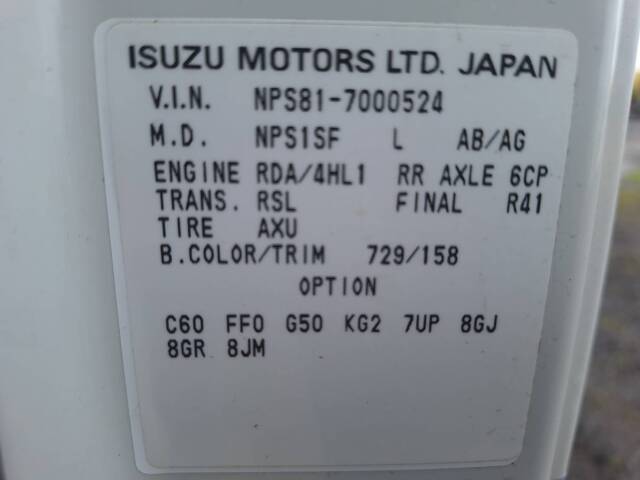 ISUZU MOTORS LTD. JAPAN
V.I.N. NPS81-7000524
M.D. NPS1SF L AB/AG
ENGINE RDA/4HL1 RR AXLE 6CP
TRANS. RSL FINAL R41
TIRE AXU
B.COLOR/TRIM 729/158
OPTION
C60 FF0 G50 KG2 7UP 8GJ
8GR 8JM